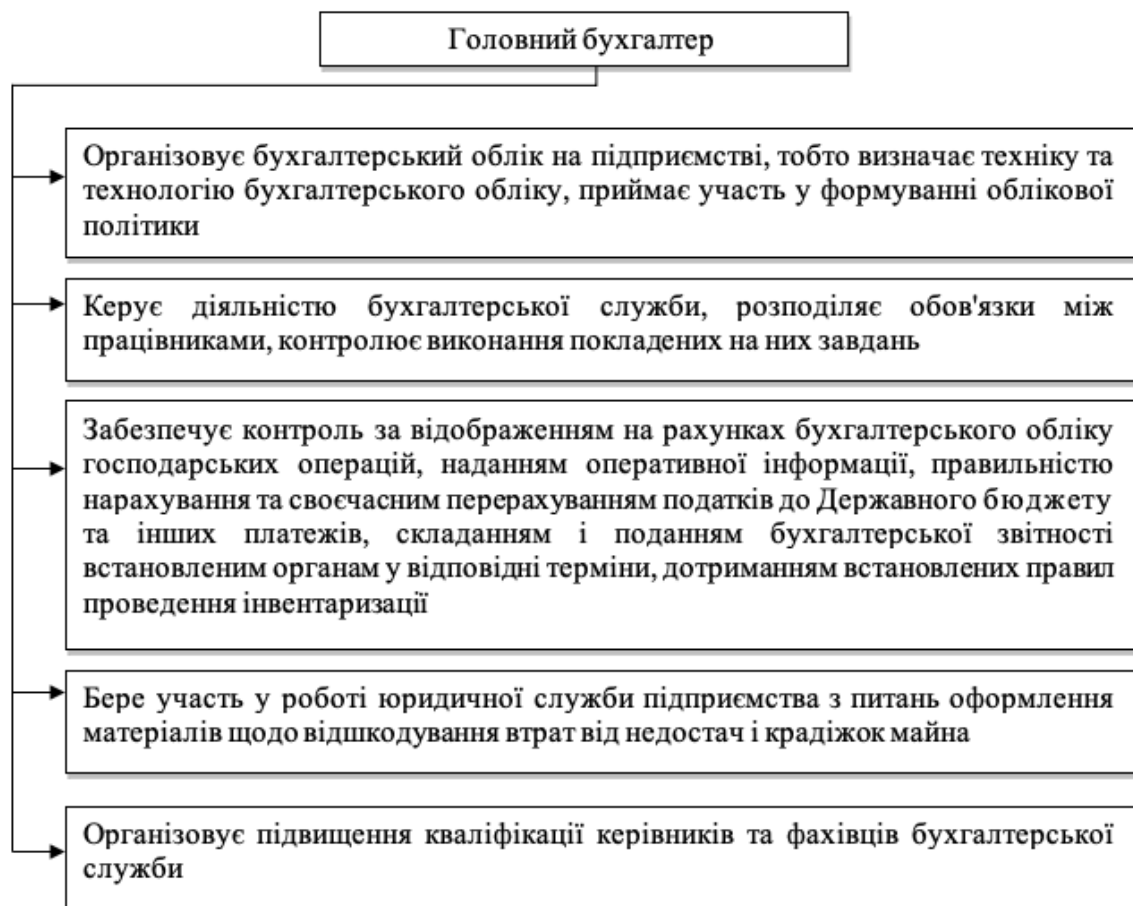 Головний бухгалтер
Організовує бухгалтерський облік на підприємстві, тобто визначає техніку та
технологію бухгалтерського обліку, приймає участь у формуванні облікової
політики
Керує діяльністю бухгалтерської служби, розподіляє обов'язки між
працівниками, контролює виконання покладених на них завдань
Забезпечує контроль за відображенням на рахунках бухгалтерського обліку
господарських операцій, наданням оперативної інформації, правильністю
нарахування та своєчасним перерахуванням податків до Державного бюджету
та інших платежів, складанням і поданням бухгалтерської звітності
встановленим органам у відповідні терміни, дотриманням встановлених правил
проведення інвентаризації
Бере участь у роботі юридичної служби підприємства з питань оформлення
матеріалів щодо відшкодування втрат від недостач і крадіжок майна
Організовує підвищення кваліфікації керівників та фахівців бухгалтерської
служби